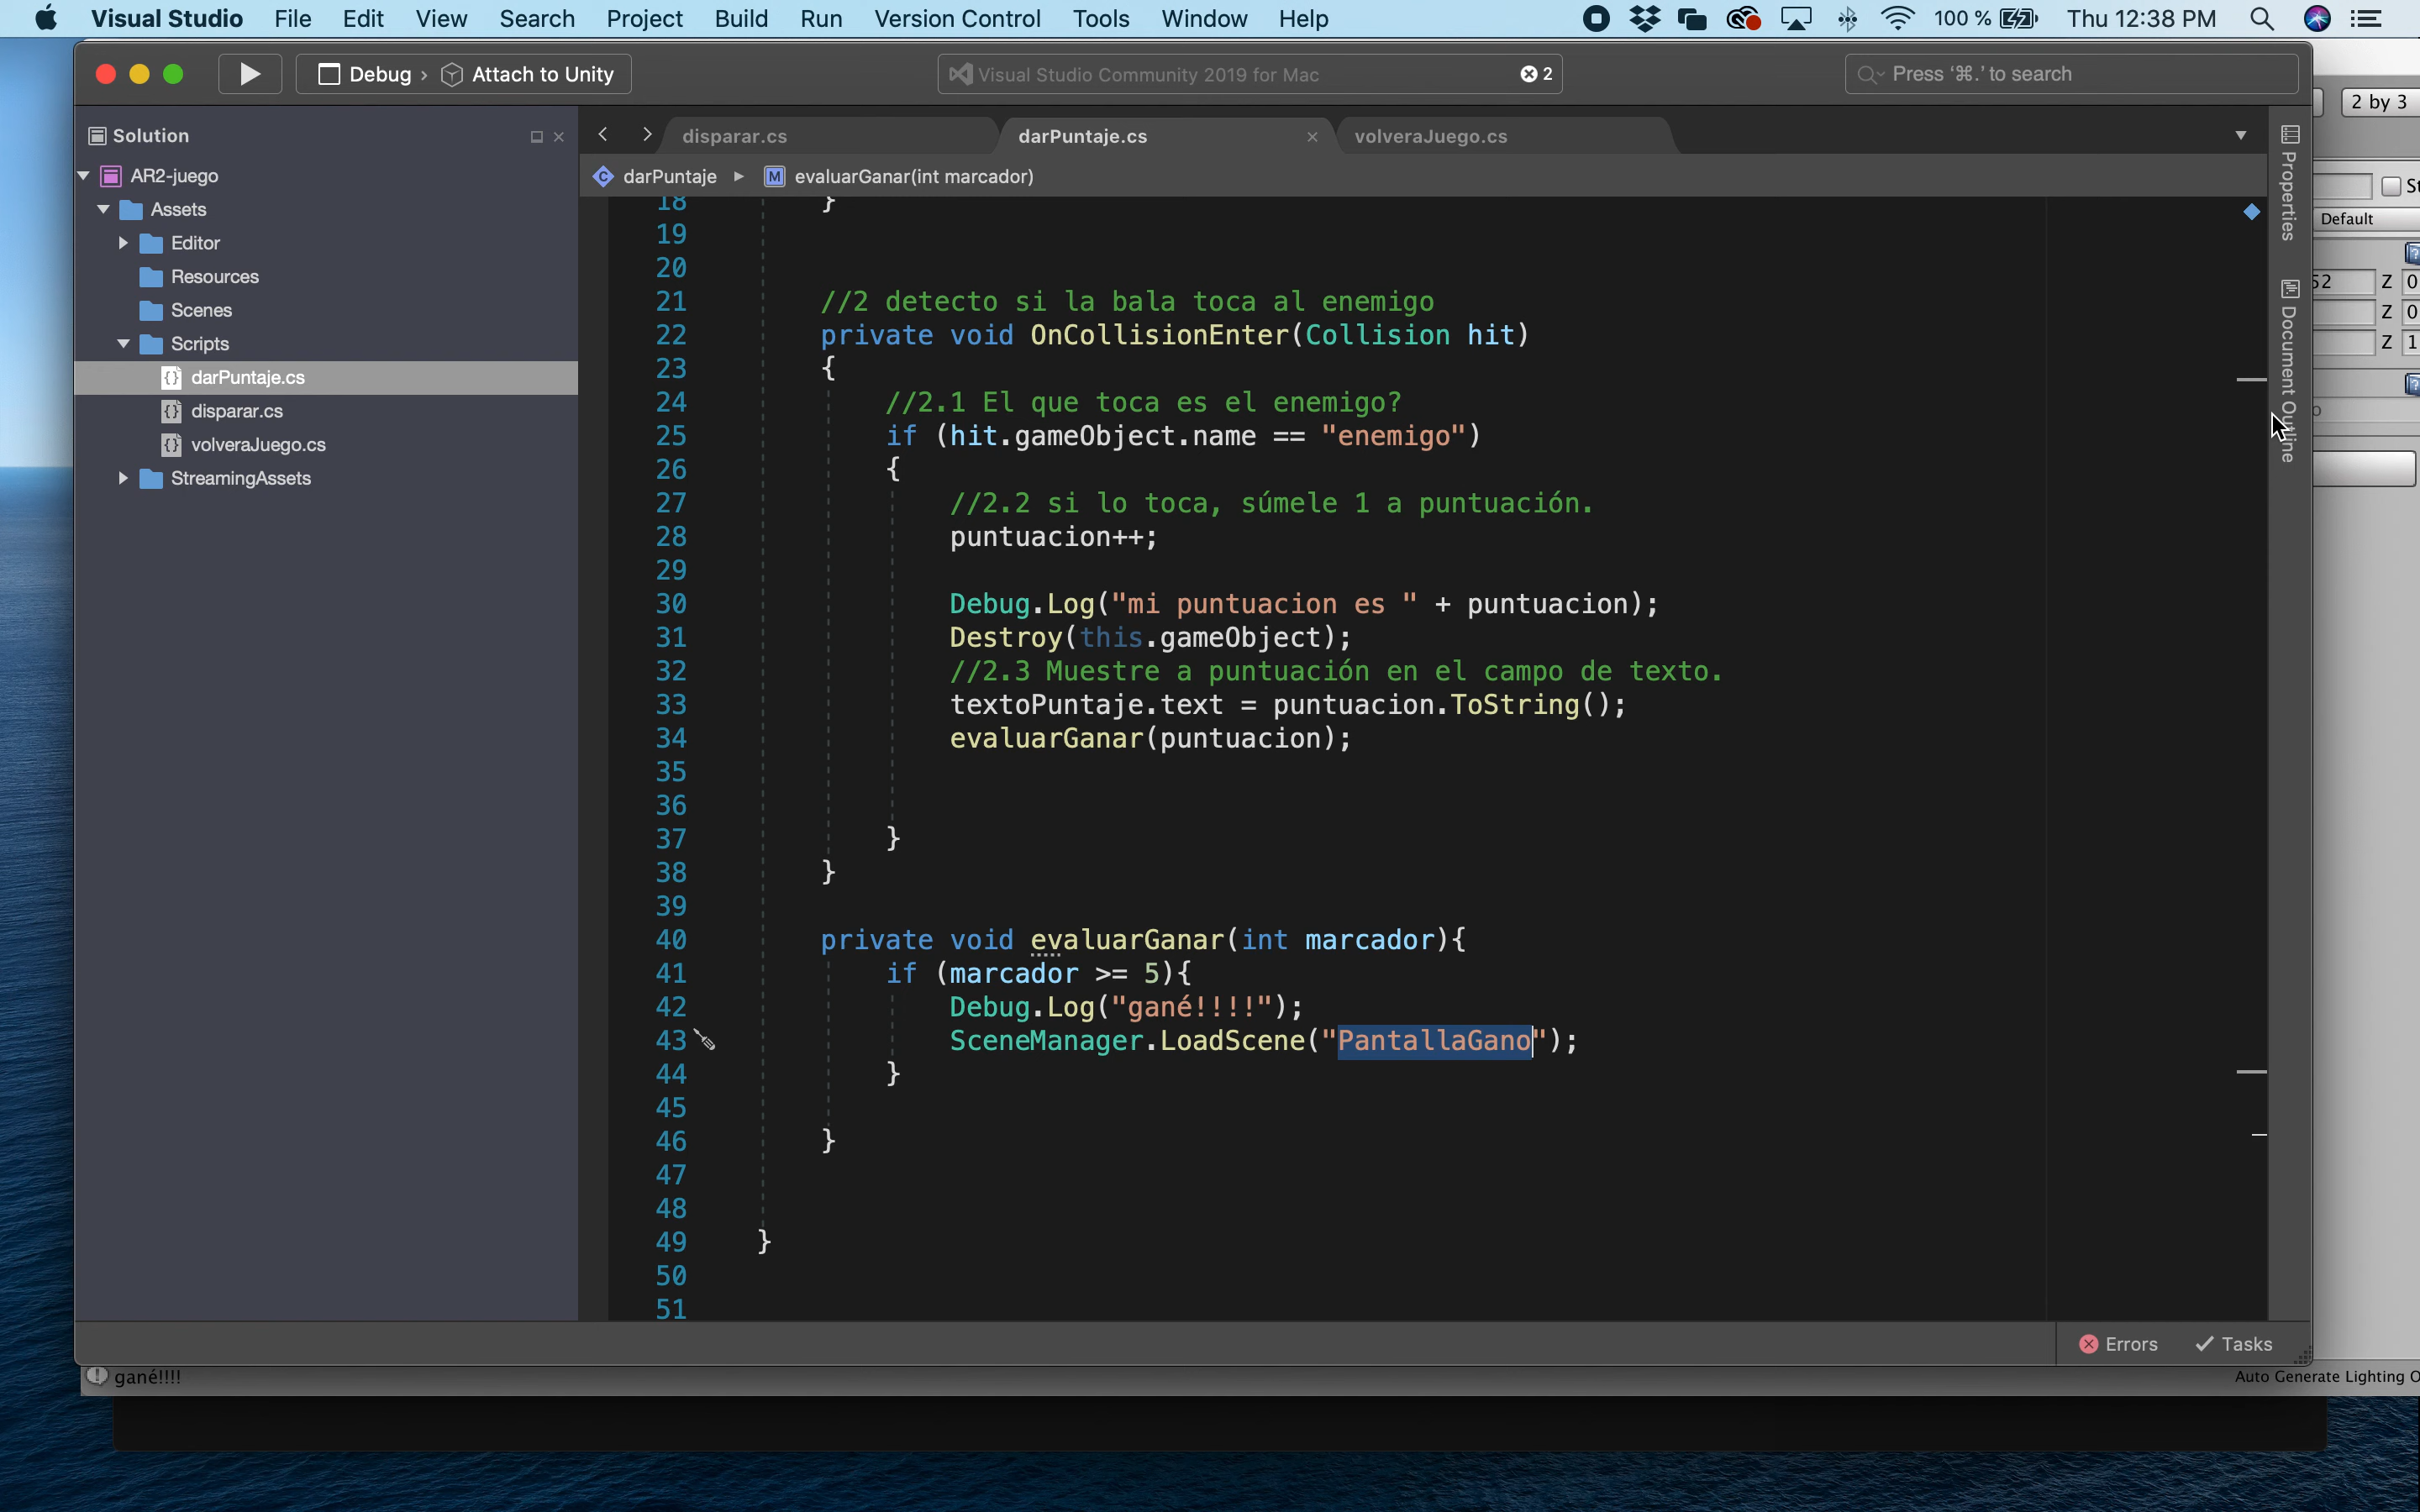 Visual Studio File Edit View Search Project Build Run Version Control Tools Window Help 100 % Thu 12:38 PM
Debug › Attach to Unity Visual Studio Community 2019 for Mac 2 Press ‘⌘.’ to search
2 by 3
Solution
disparar.cs darPuntaje.cs volveraJuego.cs
darPuntaje evaluarGanar(int marcador)
AR2-juego
Assets
Editor
Resources
Scenes
Scripts
darPuntaje.cs
disparar.cs
volveraJuego.cs
StreamingAssets
18 }
19
20
21 //2 detecto si la bala toca al enemigo
22 private void OnCollisionEnter(Collision hit)
23 {
24 //2.1 El que toca es el enemigo?
25 if (hit.gameObject.name == "enemigo")
26 {
27 //2.2 si lo toca, súmele 1 a puntuación.
28 puntuacion++;
29
30 Debug.Log("mi puntuacion es " + puntuacion);
31 Destroy(this.gameObject);
32 //2.3 Muestre a puntuación en el campo de texto.
33 textoPuntaje.text = puntuacion.ToString();
34 evaluarGanar(puntuacion);
35
36
37 }
38 }
39
40 private void evaluarGanar(int marcador){
41 if (marcador >= 5){
42 Debug.Log("gané!!!!");
43 SceneManager.LoadScene("PantallaGano");
44 }
45
46 }
47
48
49 }
50
51
Properties
Document Outline
St
Default
52 Z 0
Z 0
Z 1
Errors Tasks
gané!!!!
Auto Generate Lighting O